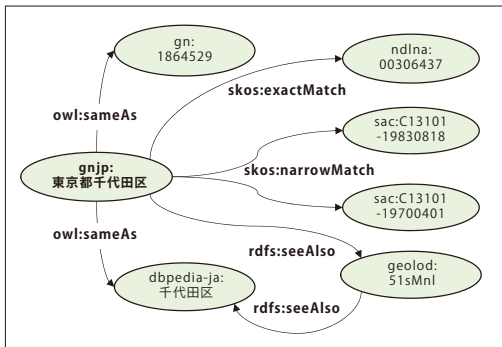 gn:
1864529
ndlna:
00306437
skos:exactMatch
owl:sameAs
sac:C13101
-19830818
gnjp:
東京都千代田区
skos:narrowMatch
sac:C13101
-19700401
owl:sameAs
rdfs:seeAlso
geolod:
51sMnl
dbpedia-ja:
千代田区
rdfs:seeAlso